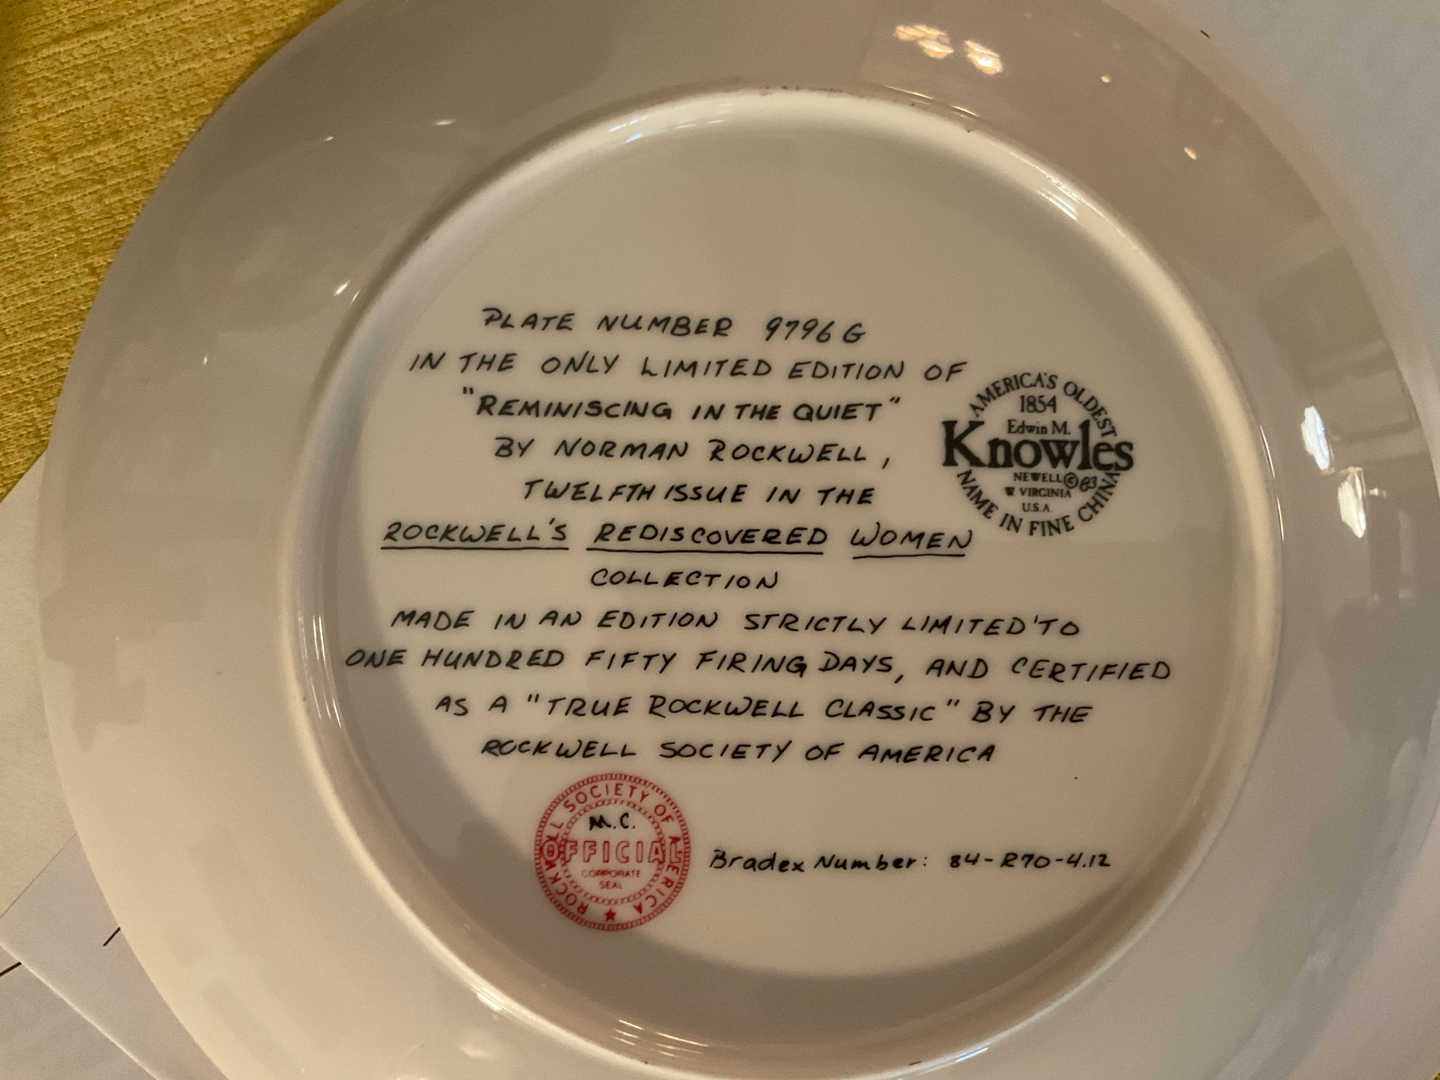 PLATE NUMBER 9796 G
IN THE ONLY LIMITED EDITION OF
"REMINISCING IN THE QUIET"
BY NORMAN ROCKWELL,
TWELFTH ISSUE IN THE
ROCKWELL'S REDISCOVERED WOMEN
COLLECTION
MADE IN AN EDITION STRICTLY LIMITED TO
ONE HUNDRED FIFTY FIRING DAYS, AND CERTIFIED
AS A "TRUE ROCKWELL CLASSIC" BY THE
ROCKWELL SOCIETY OF AMERICA
AMERICA'S OLDEST
1854
Edwin M.
Knowles
NEWELL © 83
W VIRGINIA
U.S.A.
NAME IN FINE CHINA
ROCKWELL SOCIETY OF AMERICA
M.C.
OFFICIAL
CORPORATE
SEAL
Bradex Number: 84-R70-4.12